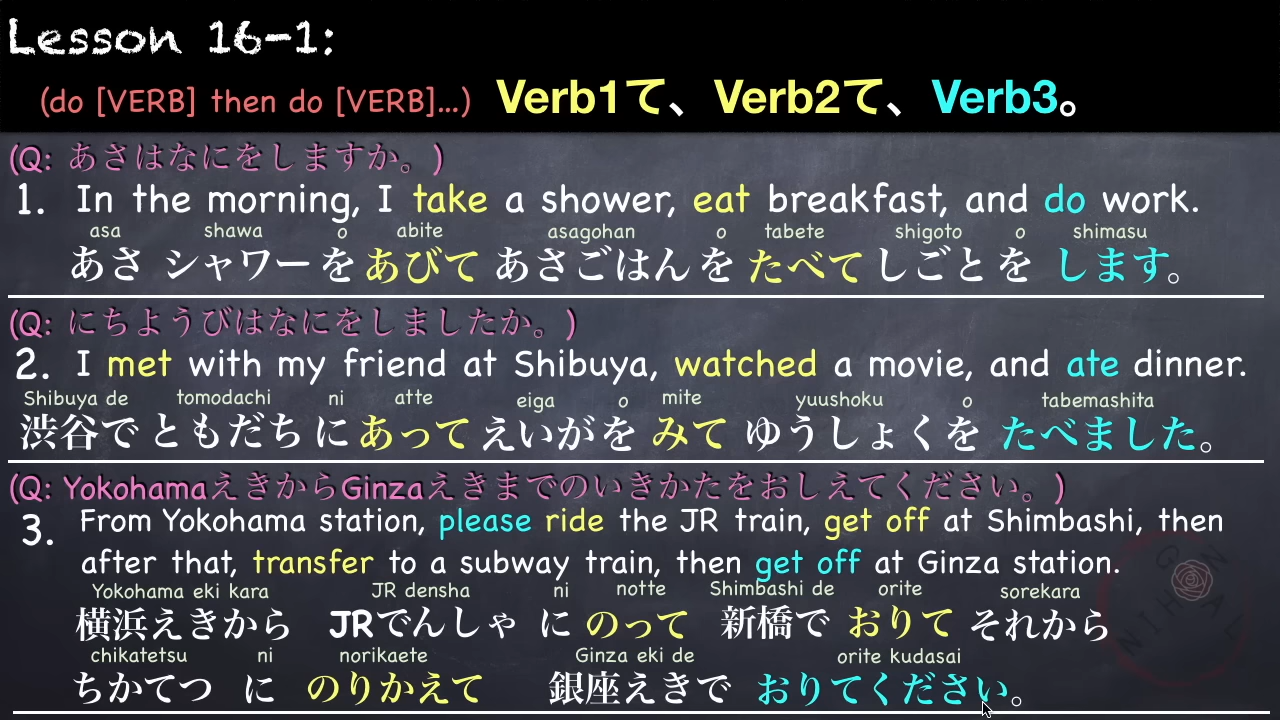 Lesson 16-1:
(do [VERB] then do [VERB]...) Verb1て、Verb2て、Verb3。
(Q: あさはなにをしますか。)
1. In the morning, I take a shower, eat breakfast, and do work.
asa shawa o abite asagohan o tabete shigoto o shimasu
あさ シャワー を あびて あさごはん を たべて しごと を します。
(Q: にちようびはなにをしましたか。)
2. I met with my friend at Shibuya, watched a movie, and ate dinner.
Shibuya de tomodachi ni atte eiga o mite yuushoku o tabemashita
渋谷で ともだち に あって えいが を みて ゆうしょく を たべました。
(Q: YokohamaえきからGinzaえきまでのいきかたをおしえてください。)
3. From Yokohama station, please ride the JR train, get off at Shimbashi, then
after that, transfer to a subway train, then get off at Ginza station.
Yokohama eki kara JR densha ni notte Shimbashi de orite sorekara
横浜えきから JRでんしゃ に のって 新橋で おりて それから
chikatetsu ni norikaete Ginza eki de orite kudasai
ちかてつ に のりかえて 銀座えきで おりてください。